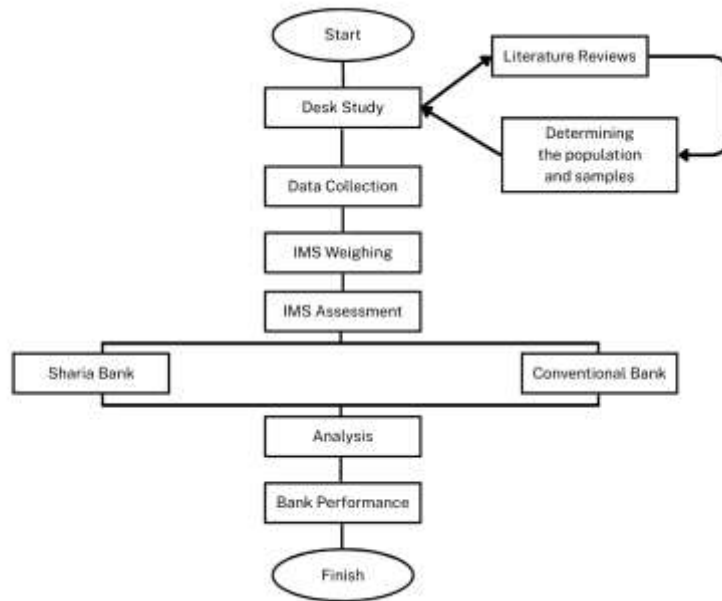 Start
Desk Study
Literature Reviews
Determining
the population
and samples
Data Collection
IMS Weighing
IMS Assessment
Sharia Bank
Conventional Bank
Analysis
Bank Performance
Finish